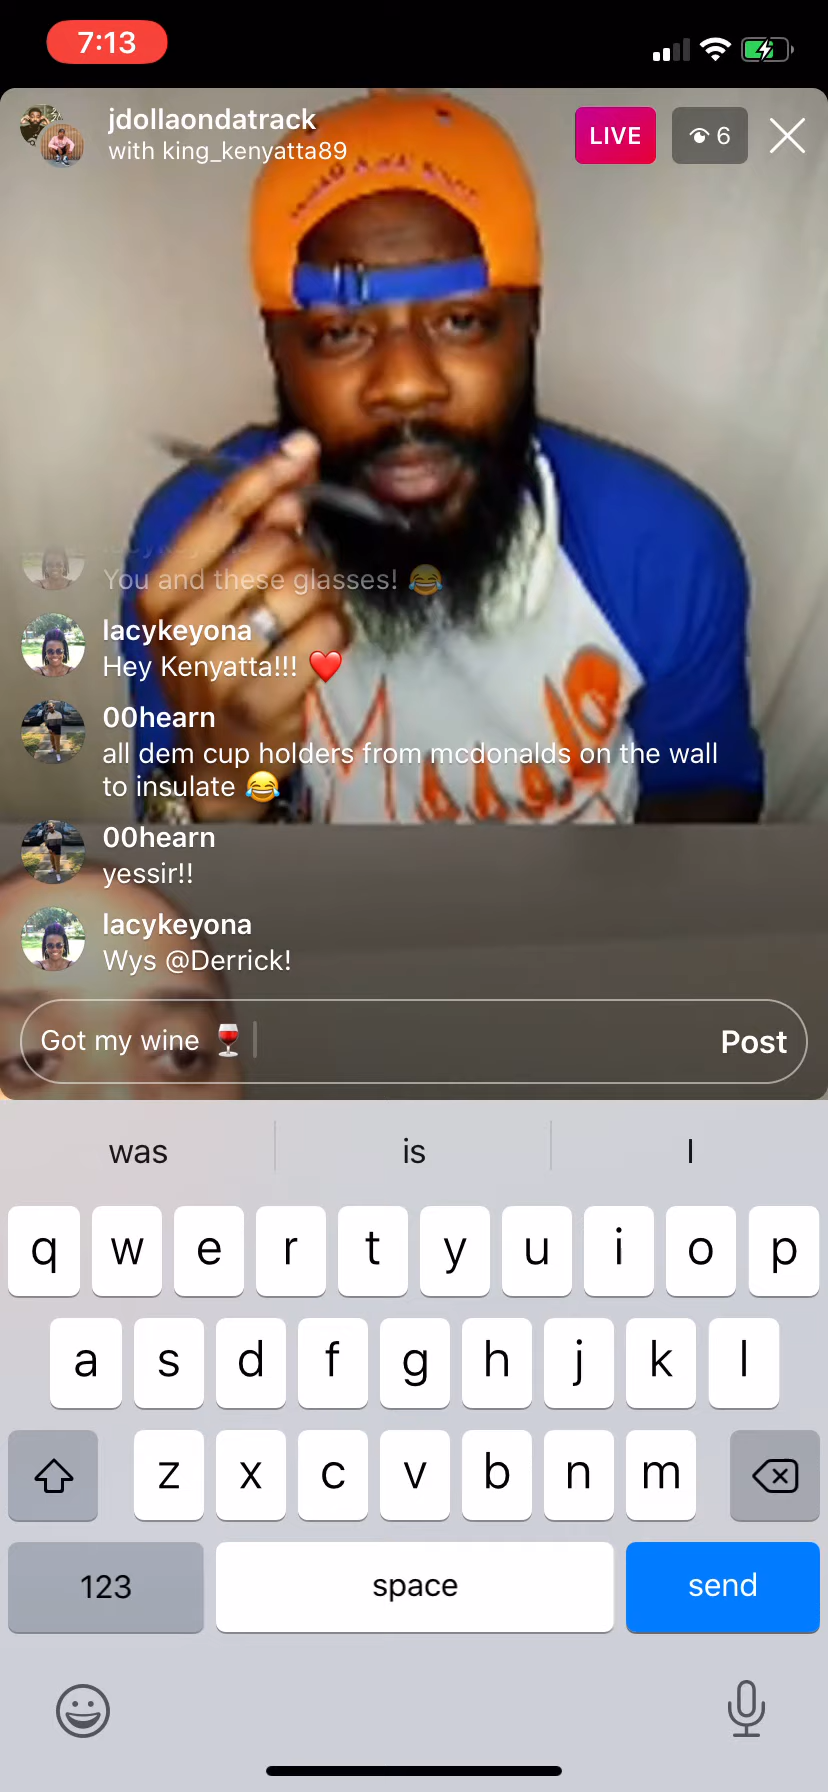 7:13
jdollaondatrack
with king_kenyatta89
LIVE
6
You and these glasses! 😂
lacykeyona
Hey Kenyatta!!! ❤️
00hearn
all dem cup holders from mcdonalds on the wall
to insulate 😂
00hearn
yessir!!
lacykeyona
Wys @Derrick!
Got my wine 🍷
Post
was is I
q w e r t y u i o p
a s d f g h j k l
z x c v b n m
123 space send